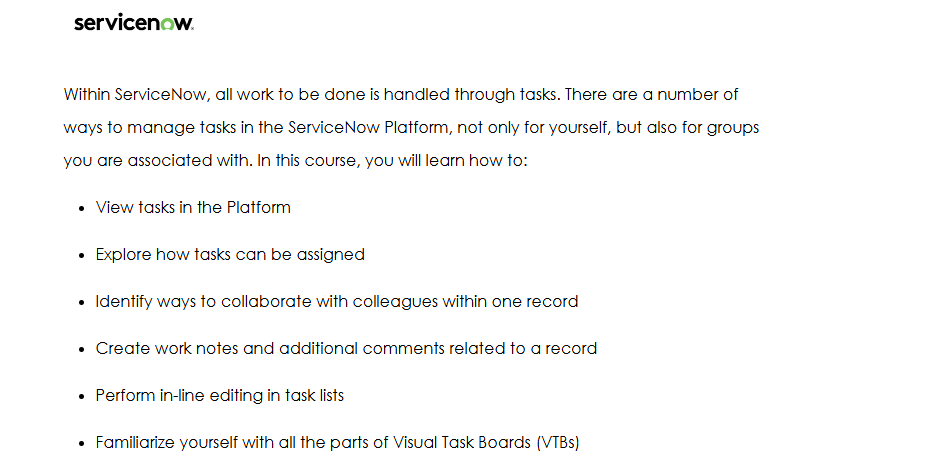 servicenow.
Within ServiceNow, all work to be done is handled through tasks. There are a number of
ways to manage tasks in the ServiceNow Platform, not only for yourself, but also for groups
you are associated with. In this course, you will learn how to:
• View tasks in the Platform
• Explore how tasks can be assigned
• Identify ways to collaborate with colleagues within one record
• Create work notes and additional comments related to a record
• Perform in-line editing in task lists
• Familiarize yourself with all the parts of Visual Task Boards (VTBs)